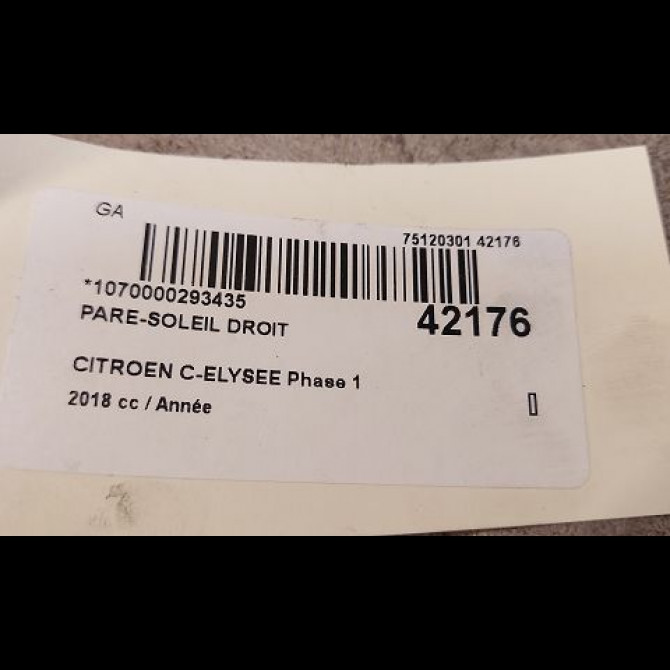 GA
75120301 42176
*1070000293435
42176
PARE-SOLEIL DROIT
CITROEN C-ELYSEE Phase 1
2018 cc / Année